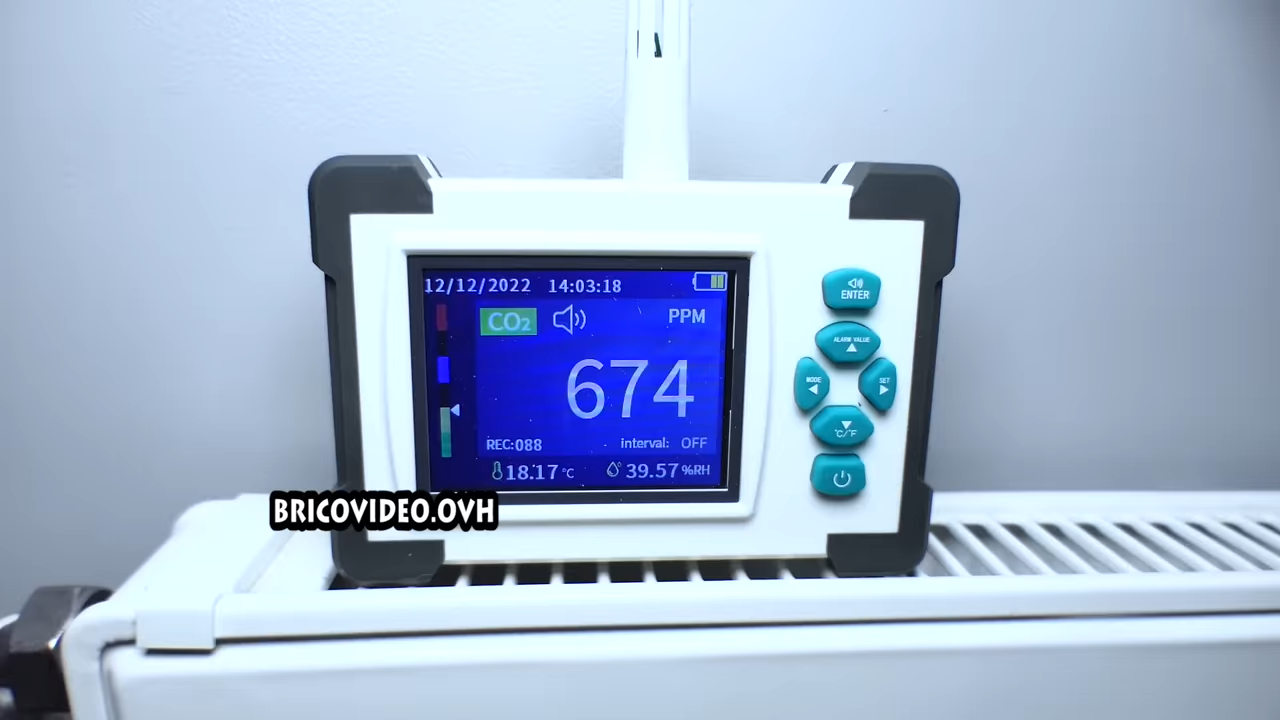 12/12/2022 14:03:18
CO₂ PPM
674
REC:088 interval: OFF
18.17 °C 39.57 %RH
ENTER
ALARM VALUE
MODE
SET
°C/°F
BRICOVIDEO.OVH